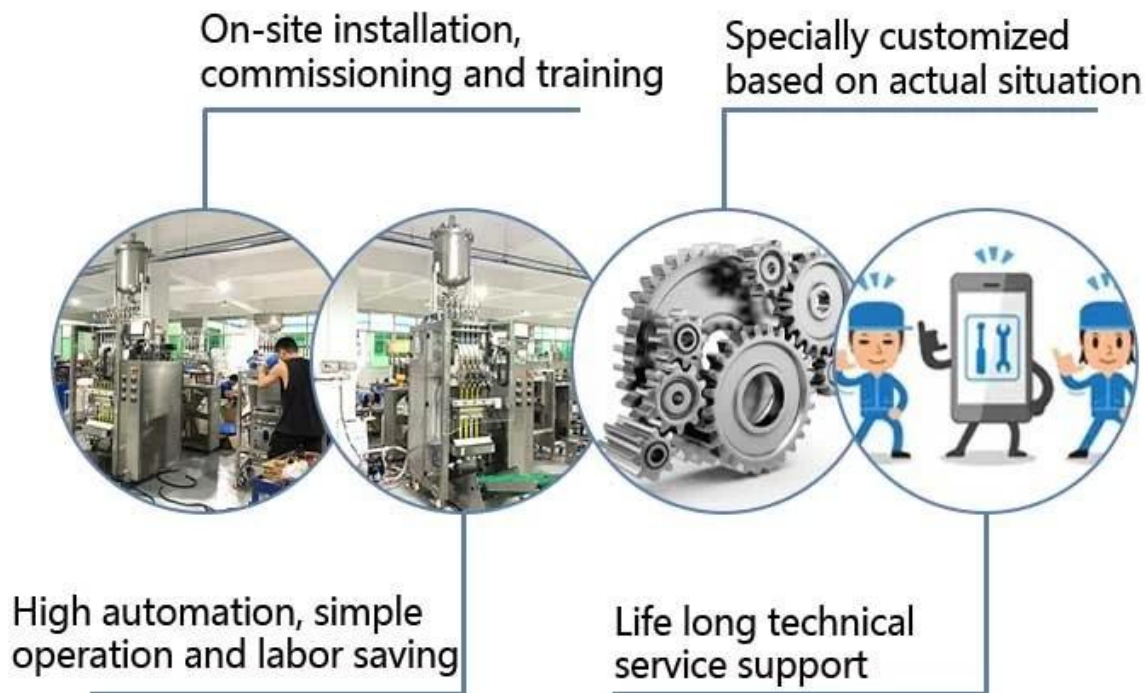 On-site installation,
commissioning and training
Specially customized
based on actual situation
High automation, simple
operation and labor saving
Life long technical
service support